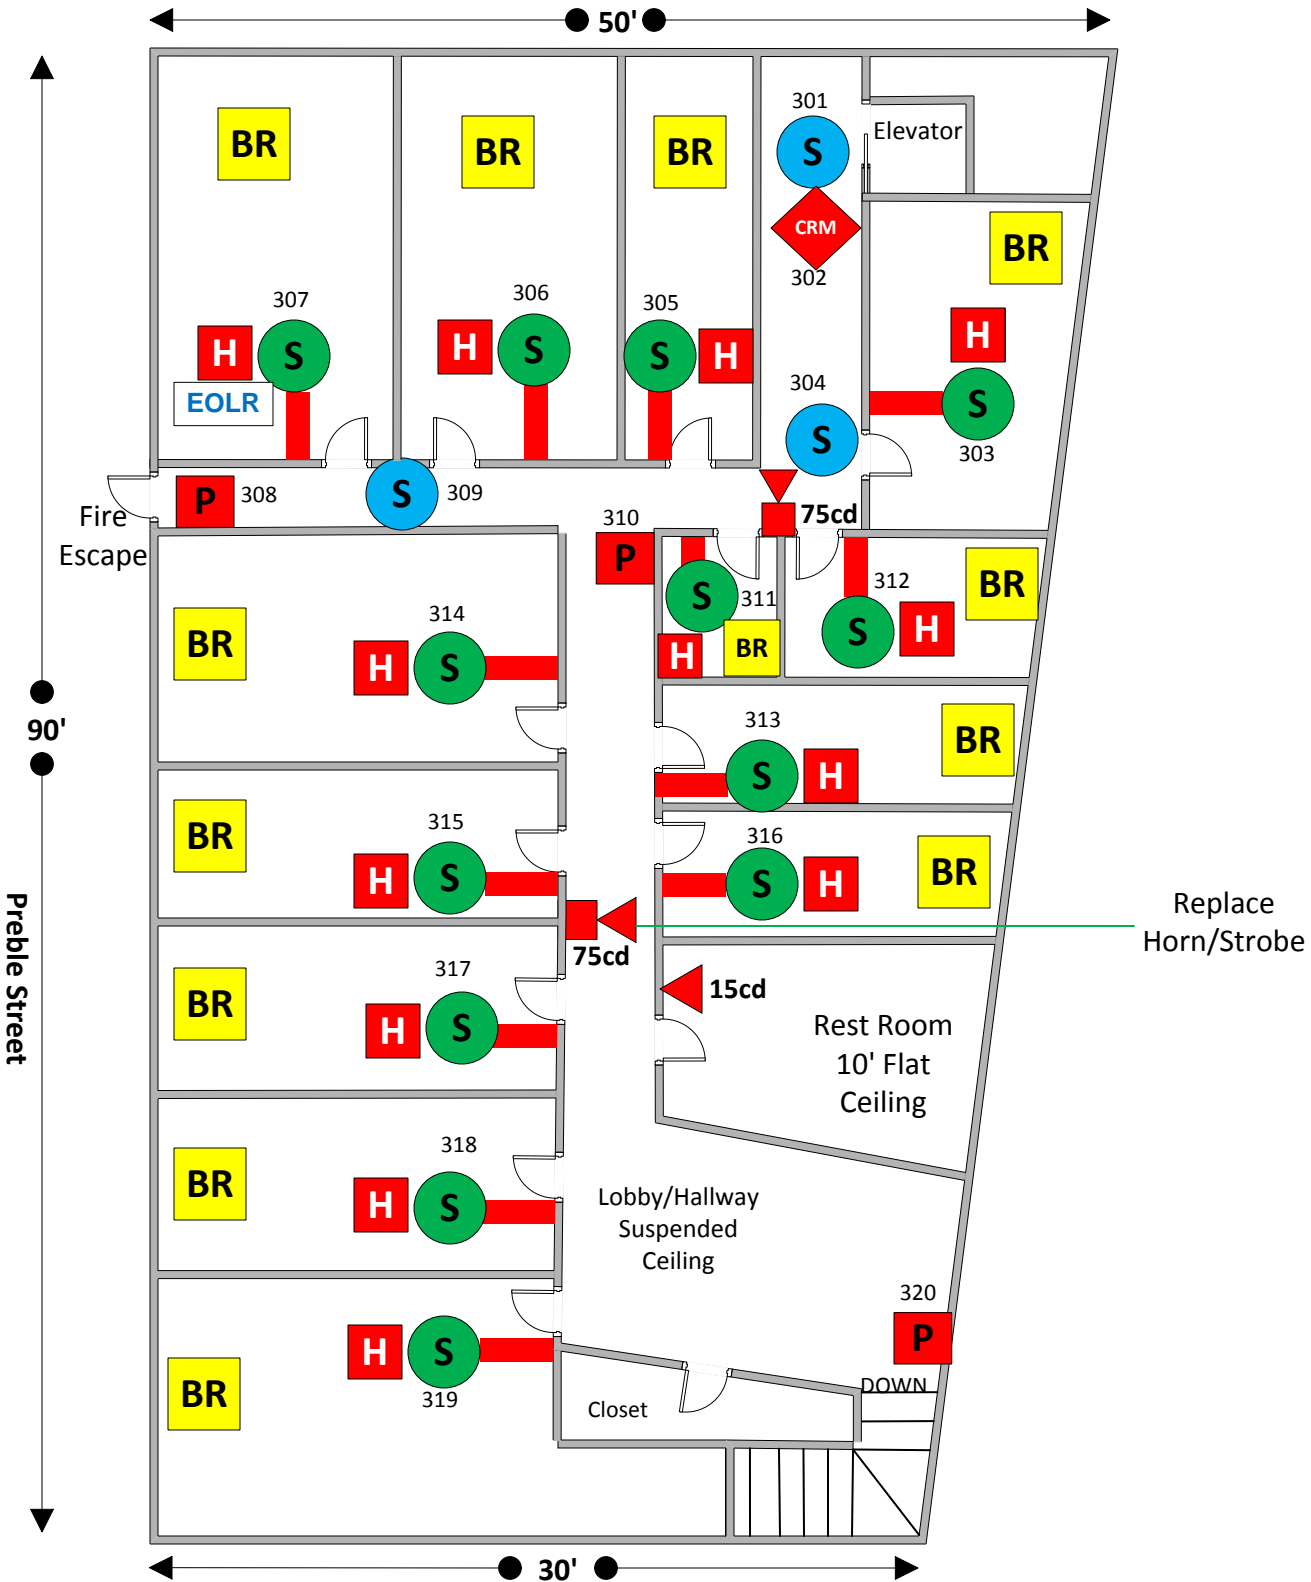 50'
301
Elevator
BR
BR
BR
S
CRM
302
BR
307
306
305
H
S
H
S
S
H
H
EOLR
304
S
S
303
Fire
Escape
P
308
S
309
75cd
310
P
S
311
312
BR
314
BR
H
S
H
BR
S
H
313
BR
S
H
90'
315
316
BR
H
S
S
H
BR
Preble Street
Replace
Horn/Strobe
75cd
317
15cd
BR
H
S
Rest Room
10' Flat
Ceiling
318
BR
H
S
Lobby/Hallway
Suspended
Ceiling
320
P
H
S
BR
319
DOWN
Closet
30'